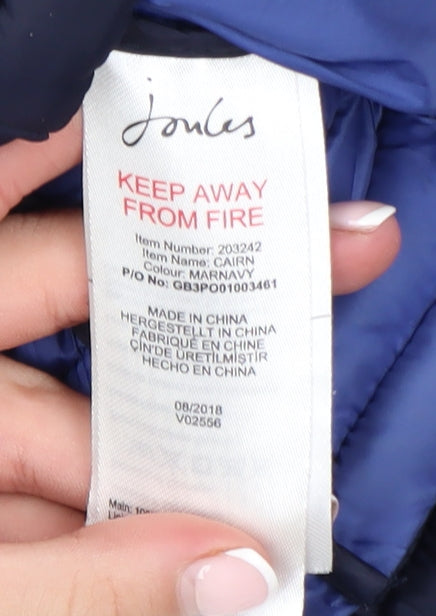 Joules
KEEP AWAY
FROM FIRE
Item Number: 203242
Item Name: CAIRN
Colour: MARNAVY
P/O No: GB3PO01003461
MADE IN CHINA
HERGESTELLT IN CHINA
FABRIQUÉ EN CHINE
ÇİN'DE ÜRETİLMİŞTİR
HECHO EN CHINA
08/2018
V02556
Main: